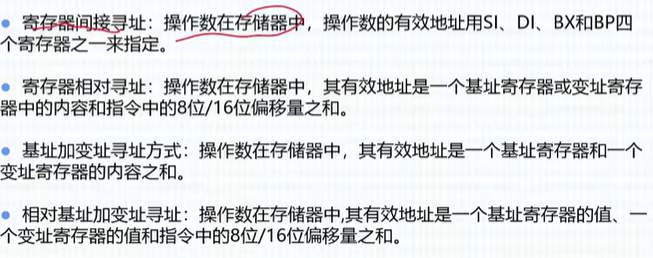 寄存器间接寻址：操作数在存储器中，操作数的有效地址用SI、DI、BX和BP四
个寄存器之一来指定。
寄存器相对寻址：操作数在存储器中，其有效地址是一个基址寄存器或变址寄存
器中的内容和指令中的8位/16位偏移量之和。
基址加变址寻址方式：操作数在存储器中，其有效地址是一个基址寄存器和一个
变址寄存器的内容之和。
相对基址加变址寻址：操作数在存储器中,其有效地址是一个基址寄存器的值、一
个变址寄存器的值和指令中的8位/16位偏移量之和。